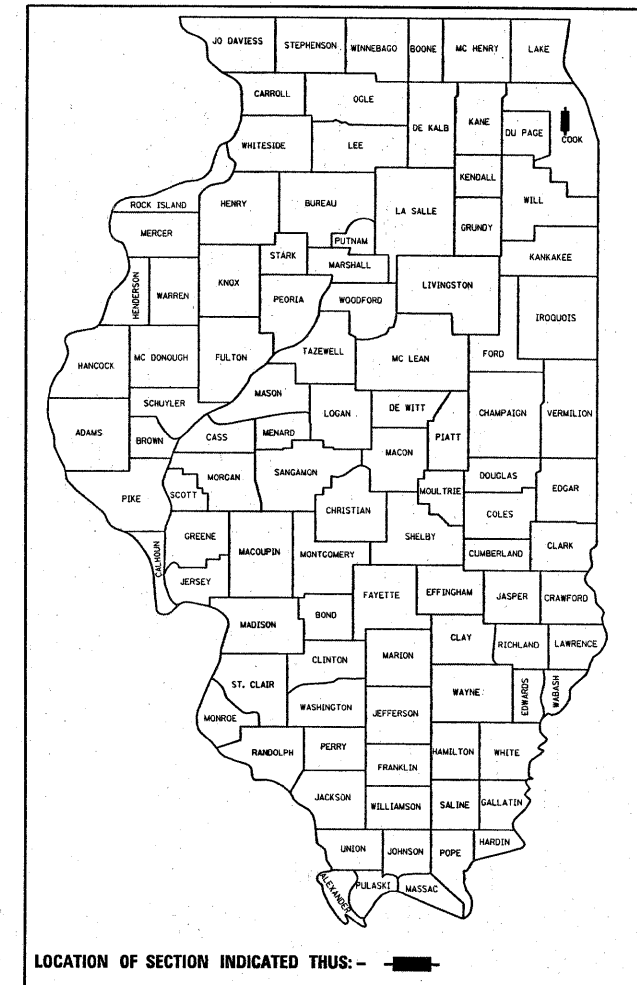 JO DAVIESS STEPHENSON WINNEBAGO BOONE MC HENRY LAKE
CARROLL OGLE DE KALB KANE DU PAGE COOK
WHITESIDE LEE
KENDALL WILL
ROCK ISLAND HENRY BUREAU LA SALLE GRUNDY
MERCER PUTNAM
STARK MARSHALL KANKAKEE
HENDERSON WARREN KNOX PEORIA WOODFORD LIVINGSTON IROQUOIS
HANCOCK MC DONOUGH FULTON TAZEWELL MC LEAN FORD
SCHUYLER MASON LOGAN DE WITT CHAMPAIGN VERMILION
ADAMS BROWN CASS MENARD MACON PIATT
PIKE SCOTT MORGAN SANGAMON MOULTRIE DOUGLAS EDGAR
CHRISTIAN COLES
CALHOUN GREENE MACOUPIN MONTGOMERY SHELBY CUMBERLAND CLARK
JERSEY
MADISON BOND FAYETTE EFFINGHAM JASPER CRAWFORD
CLINTON MARION CLAY RICHLAND LAWRENCE
ST. CLAIR WASHINGTON JEFFERSON WAYNE EDWARDS WABASH
MONROE
RANDOLPH PERRY FRANKLIN HAMILTON WHITE
JACKSON WILLIAMSON SALINE GALLATIN
UNION JOHNSON POPE HARDIN
ALEXANDER PULASKI MASSAC
LOCATION OF SECTION INDICATED THUS: -